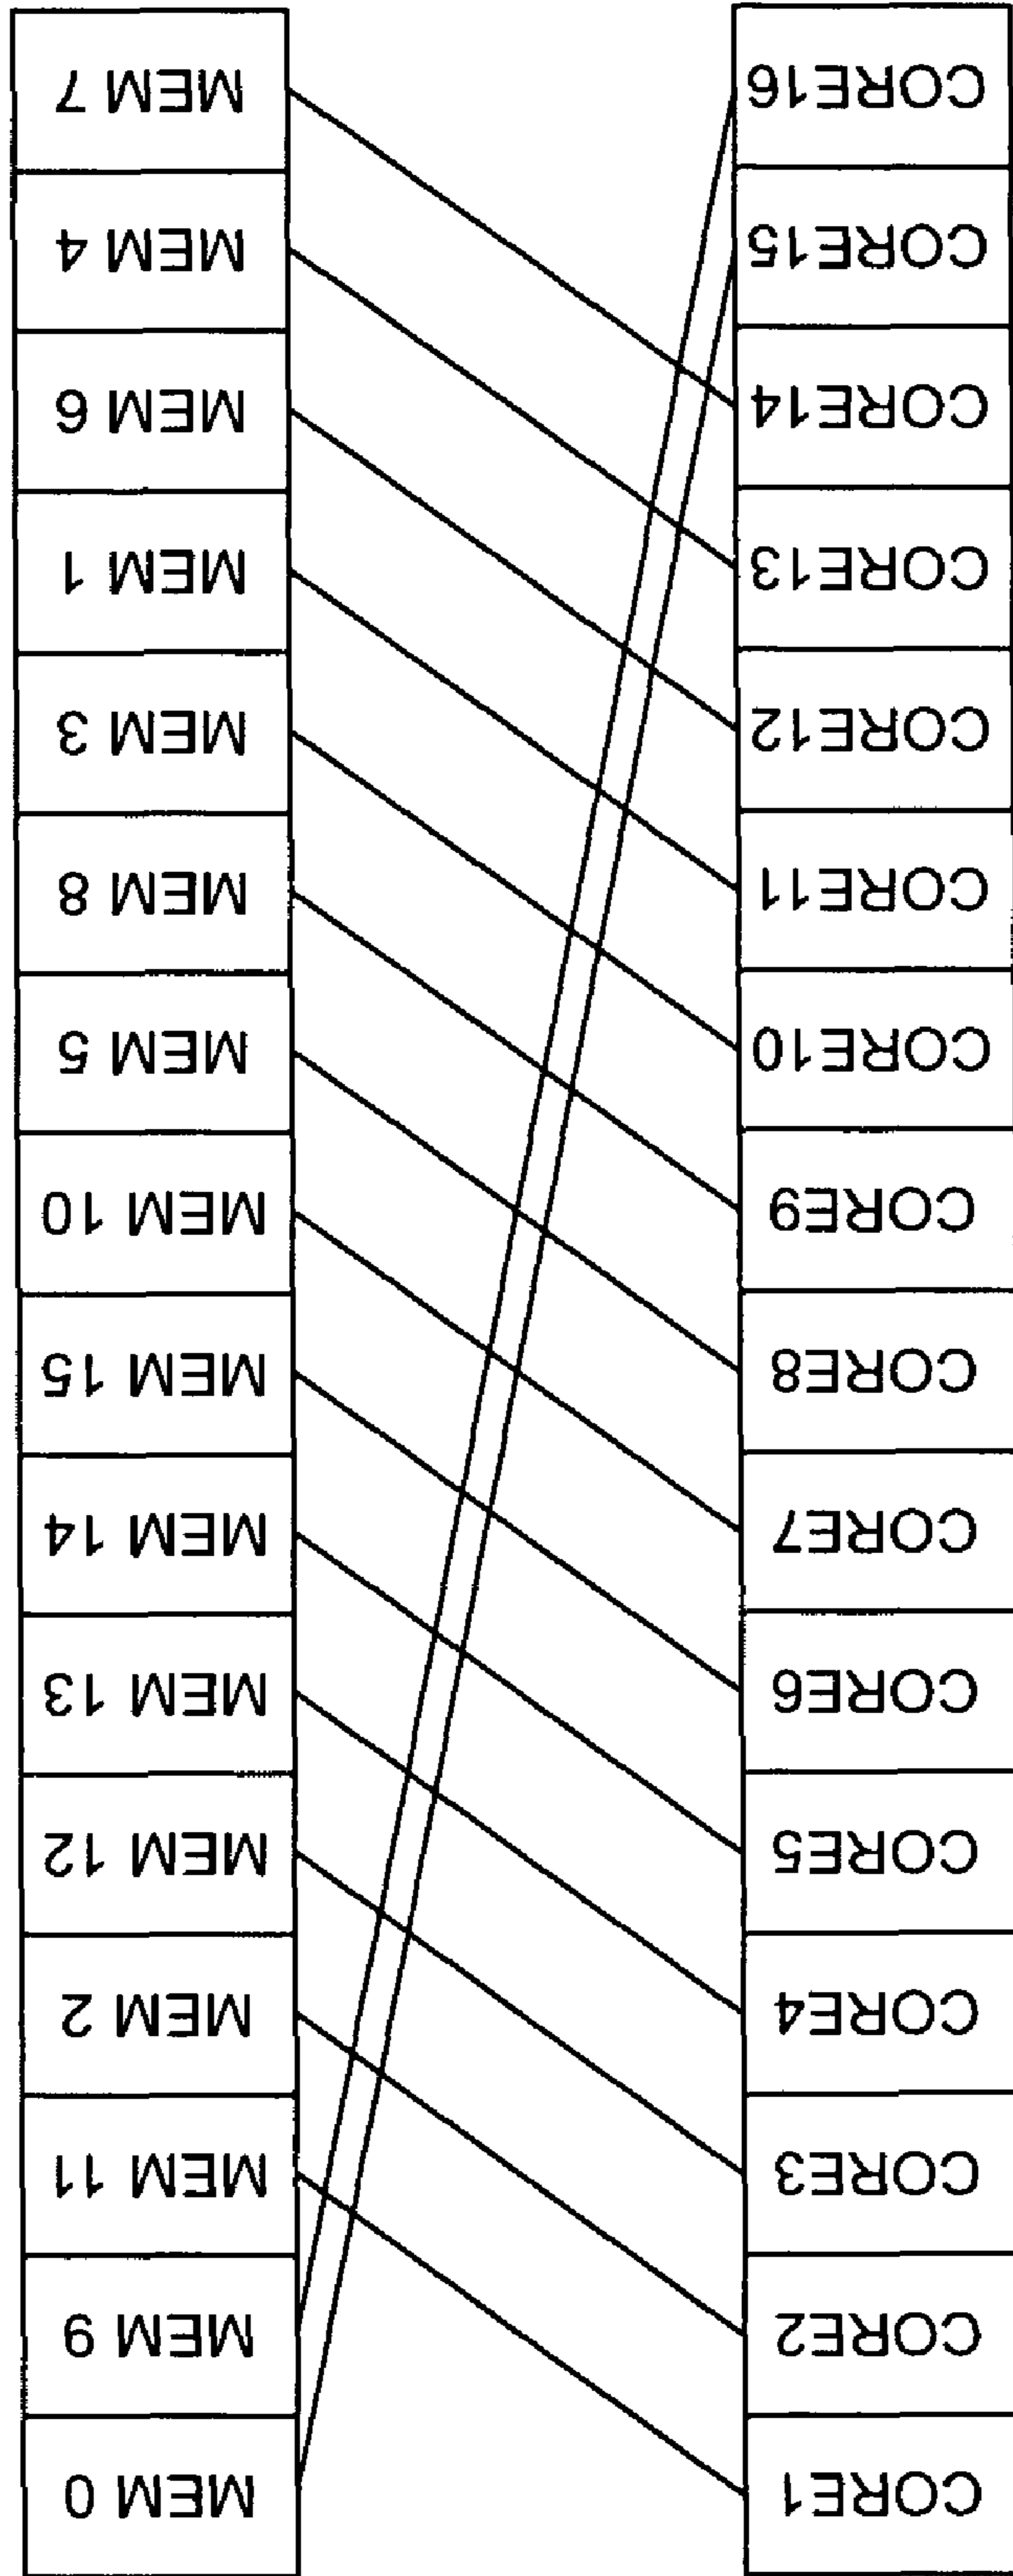 CORE1
CORE2
CORE3
CORE4
CORE5
CORE6
CORE7
CORE8
CORE9
CORE10
CORE11
CORE12
CORE13
CORE14
CORE15
CORE16
MEM 0
MEM 9
MEM 11
MEM 2
MEM 12
MEM 13
MEM 14
MEM 15
MEM 10
MEM 5
MEM 8
MEM 3
MEM 1
MEM 6
MEM 4
MEM 7